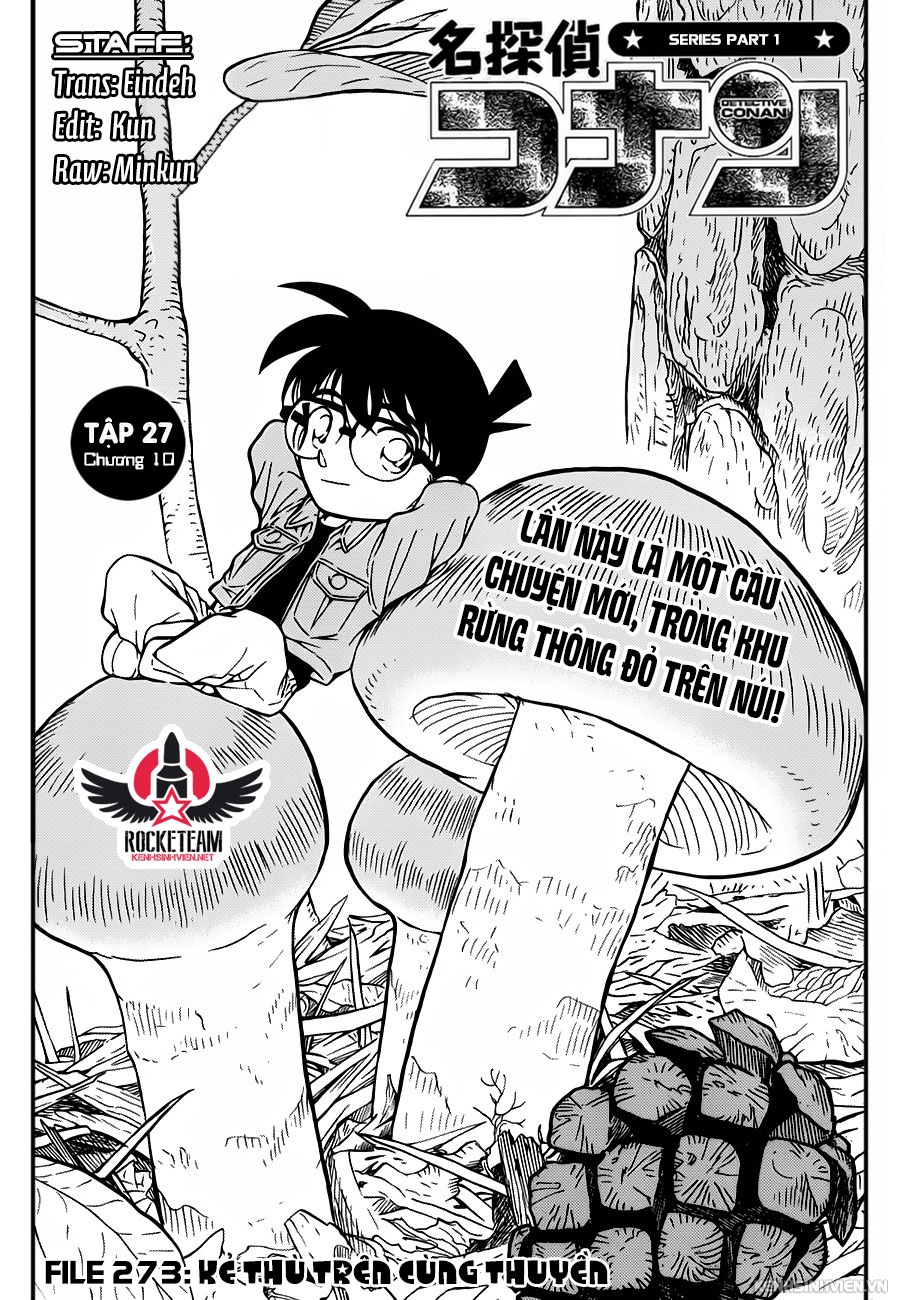 STAFF:
Trans: Eindeh
Edit: Kun
Raw: Minkun
名探偵
SERIES PART 1
コナン
DETECTIVE
CONAN
TẬP 27
Chương 10
LẦN NÀY LÀ MỘT CÂU
CHUYỆN MỚI, TRONG KHU
RỪNG THÔNG ĐỎ TRÊN NÚI!
ROCKETEAM
KENHSINHVIEN.NET
FILE 273: KẺ THÙ TRÊN CÙNG THUYỀN